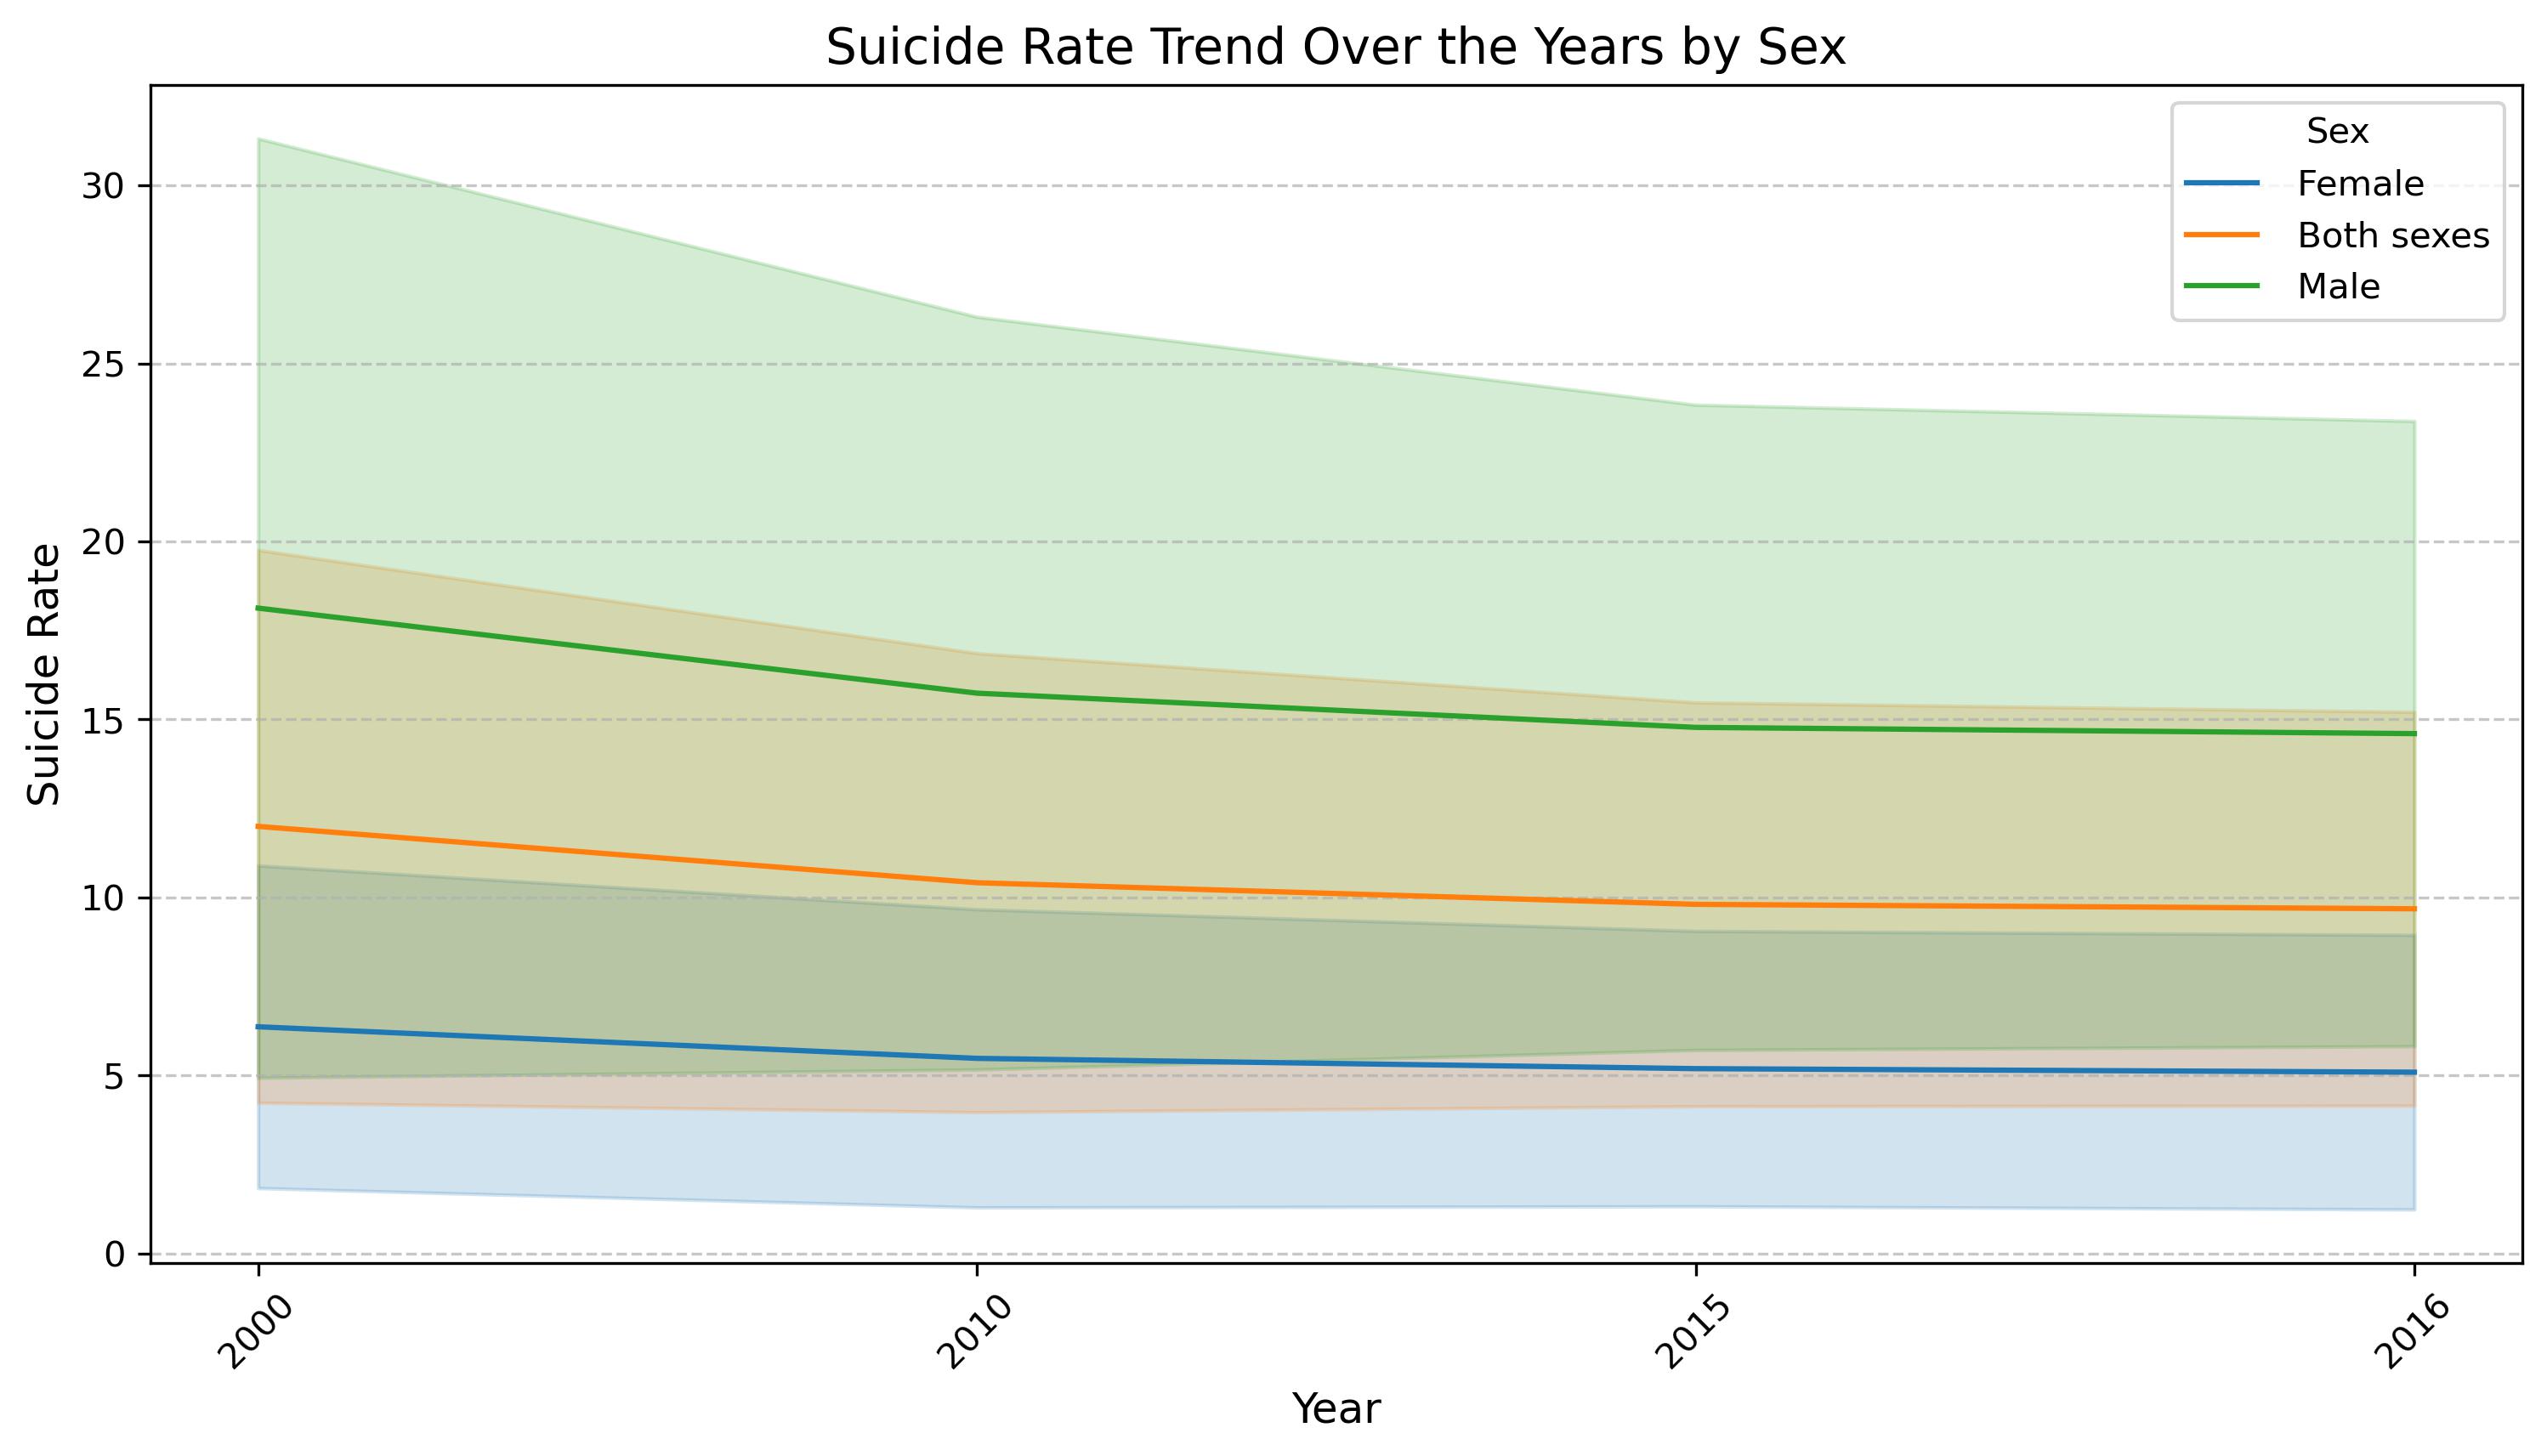 Suicide Rate Trend Over the Years by Sex
Sex
Female
Both sexes
Male
Suicide Rate
30
25
20
15
10
5
0
2000
2010
2015
2016
Year